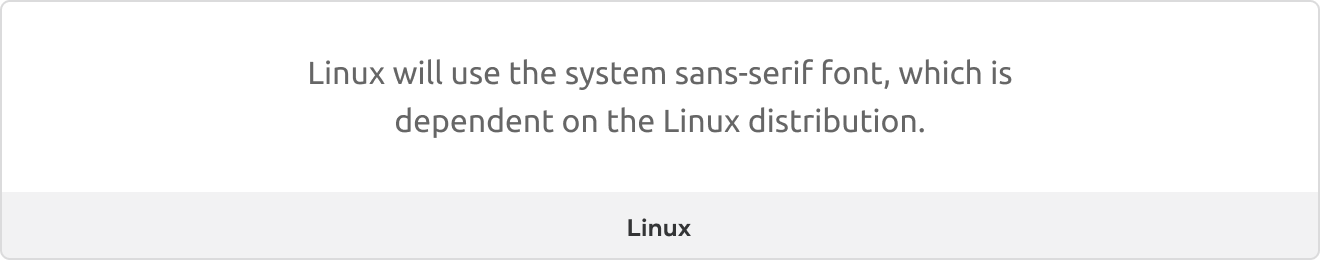 Linux will use the system sans-serif font, which is
dependent on the Linux distribution.
Linux